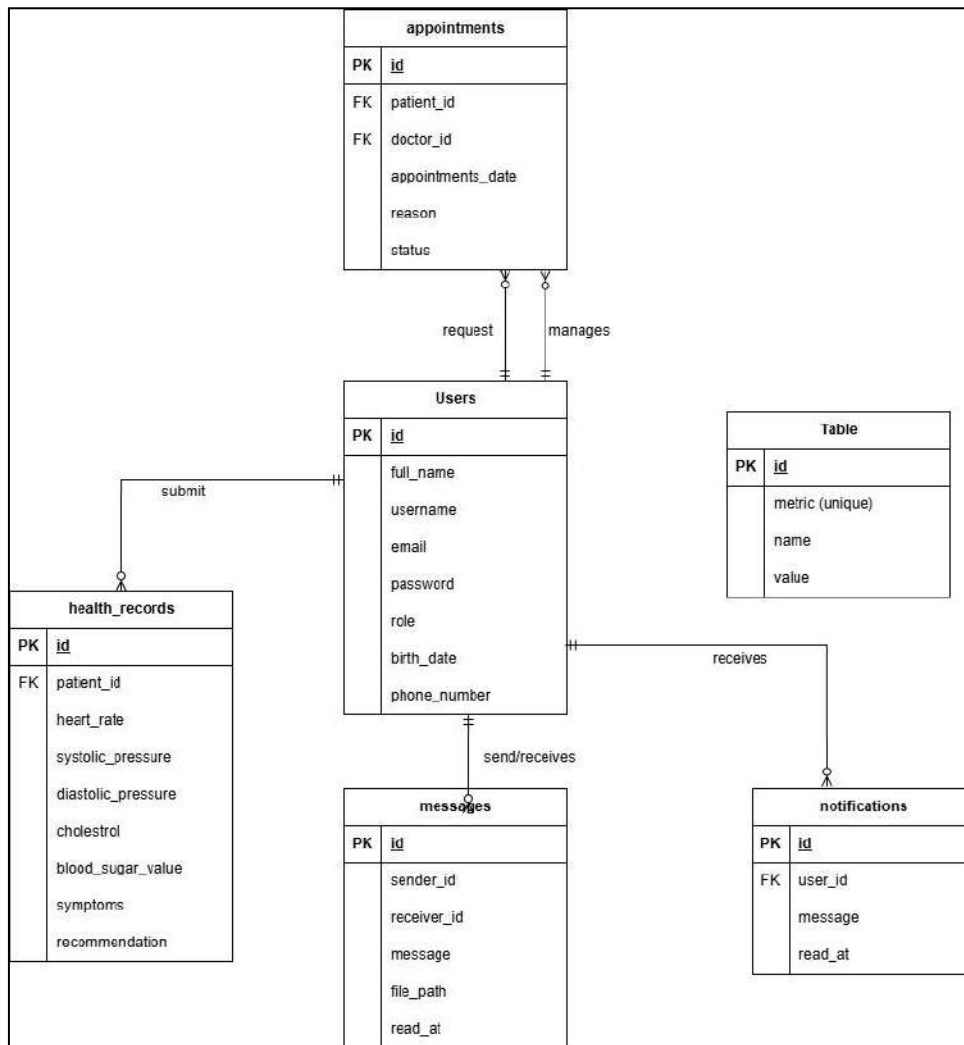 appointments
PK id
FK patient_id
FK doctor_id
appointments_date
reason
status
request
manages
Users
PK id
full_name
username
email
password
role
birth_date
phone_number
Table
PK id
metric (unique)
name
value
submit
health_records
PK id
FK patient_id
heart_rate
systolic_pressure
diastolic_pressure
cholestrol
blood_sugar_value
symptoms
recommendation
receives
send/receives
messages
PK id
sender_id
receiver_id
message
file_path
read_at
notifications
PK id
FK user_id
message
read_at